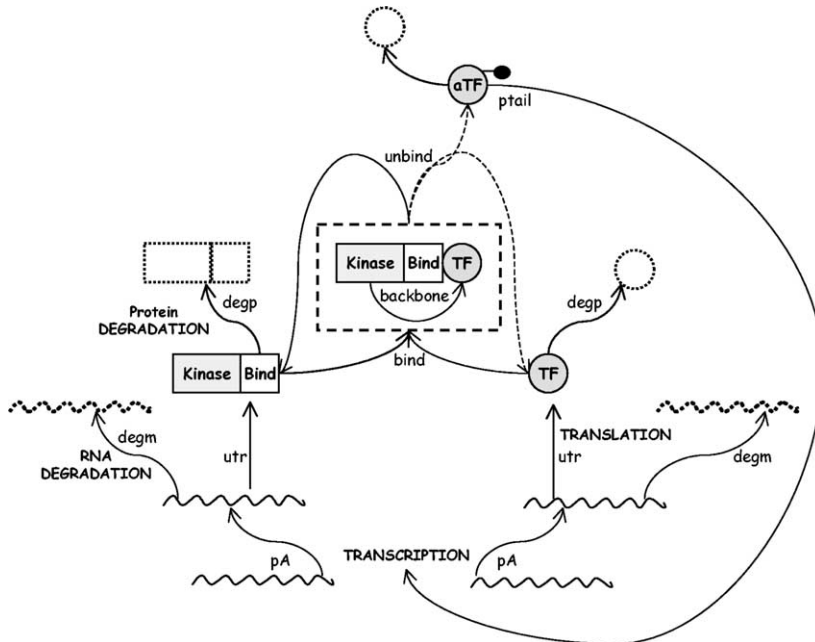 aTF
ptail
unbind
Kinase Bind TF
backbone
degp
degp
Protein
DEGRADATION
bind
Kinase Bind
TF
degm
RNA
DEGRADATION
utr
TRANSLATION
utr
degm
pA
TRANSCRIPTION
pA